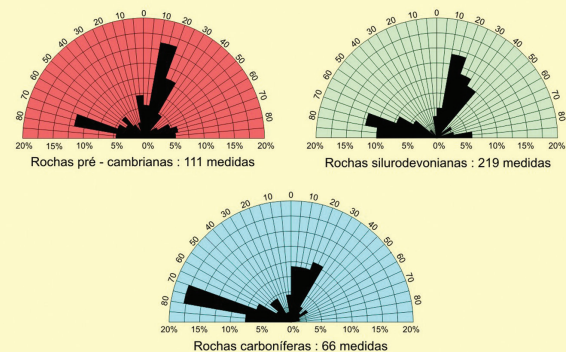 80 70 60 50 40 30 20 10 0 10 20 30 40 50 60 70 80
20% 15% 10% 5% 0% 5% 10% 15% 20%
Rochas pré - cambrianas : 111 medidas
80 70 60 50 40 30 20 10 0 10 20 30 40 50 60 70 80
20% 15% 10% 5% 0% 5% 10% 15% 20%
Rochas silurodevonianas : 219 medidas
80 70 60 50 40 30 20 10 0 10 20 30 40 50 60 70 80
20% 15% 10% 5% 0% 5% 10% 15% 20%
Rochas carboníferas : 66 medidas